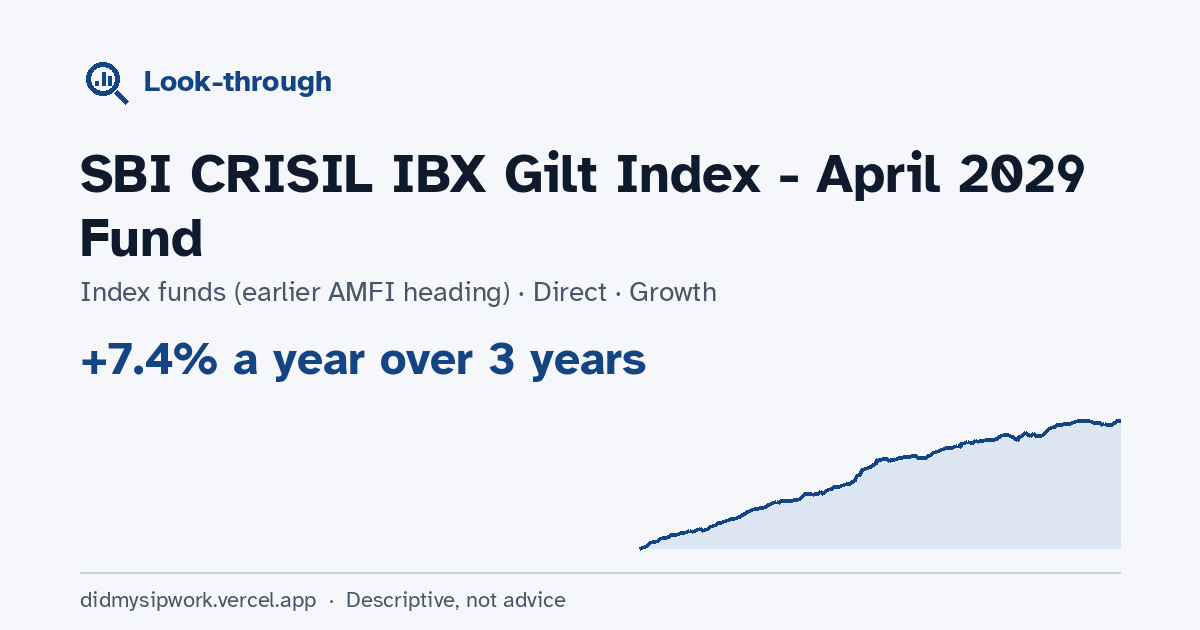 Look-through
SBI CRISIL IBX Gilt Index - April 2029
Fund
Index funds (earlier AMFI heading) · Direct · Growth
+7.4% a year over 3 years
didmysipwork.vercel.app · Descriptive, not advice